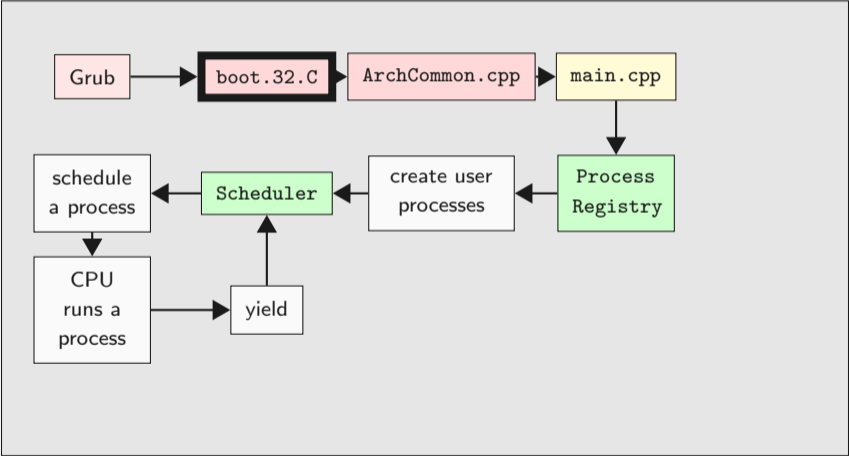 Grub
boot.32.C
ArchCommon.cpp
main.cpp
schedule
a process
Scheduler
create user
processes
Process
Registry
CPU
runs a
process
yield